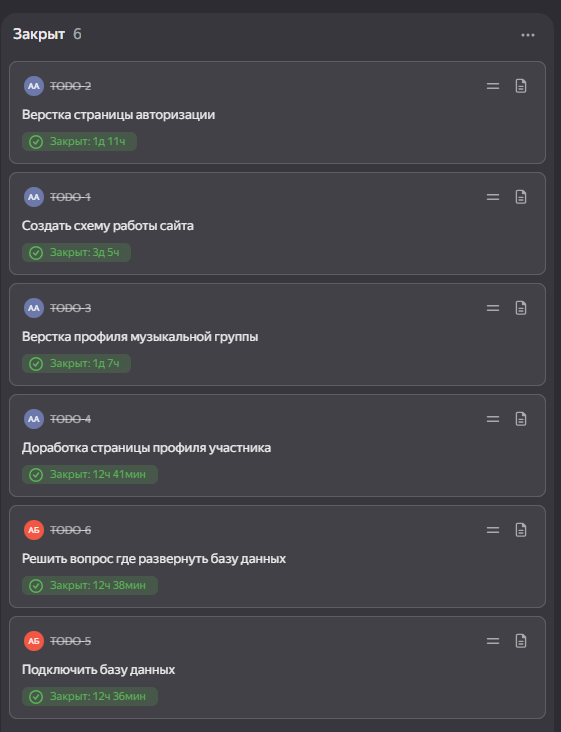 Закрыт 6
АА TODO-2
Верстка страницы авторизации
Закрыт: 1д 11ч
АА TODO-1
Создать схему работы сайта
Закрыт: 3д 5ч
АА TODO-3
Верстка профиля музыкальной группы
Закрыт: 1д 7ч
АА TODO-4
Доработка страницы профиля участника
Закрыт: 12ч 41мин
АБ TODO-6
Решить вопрос где развернуть базу данных
Закрыт: 12ч 38мин
АБ TODO-5
Подключить базу данных
Закрыт: 12ч 36мин